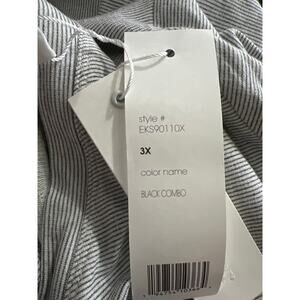 style #
EKS90110X
3X
color name
BLACK COMBO